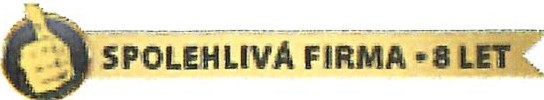 SPOLEHLIVÁ FIRMA • 8 LET